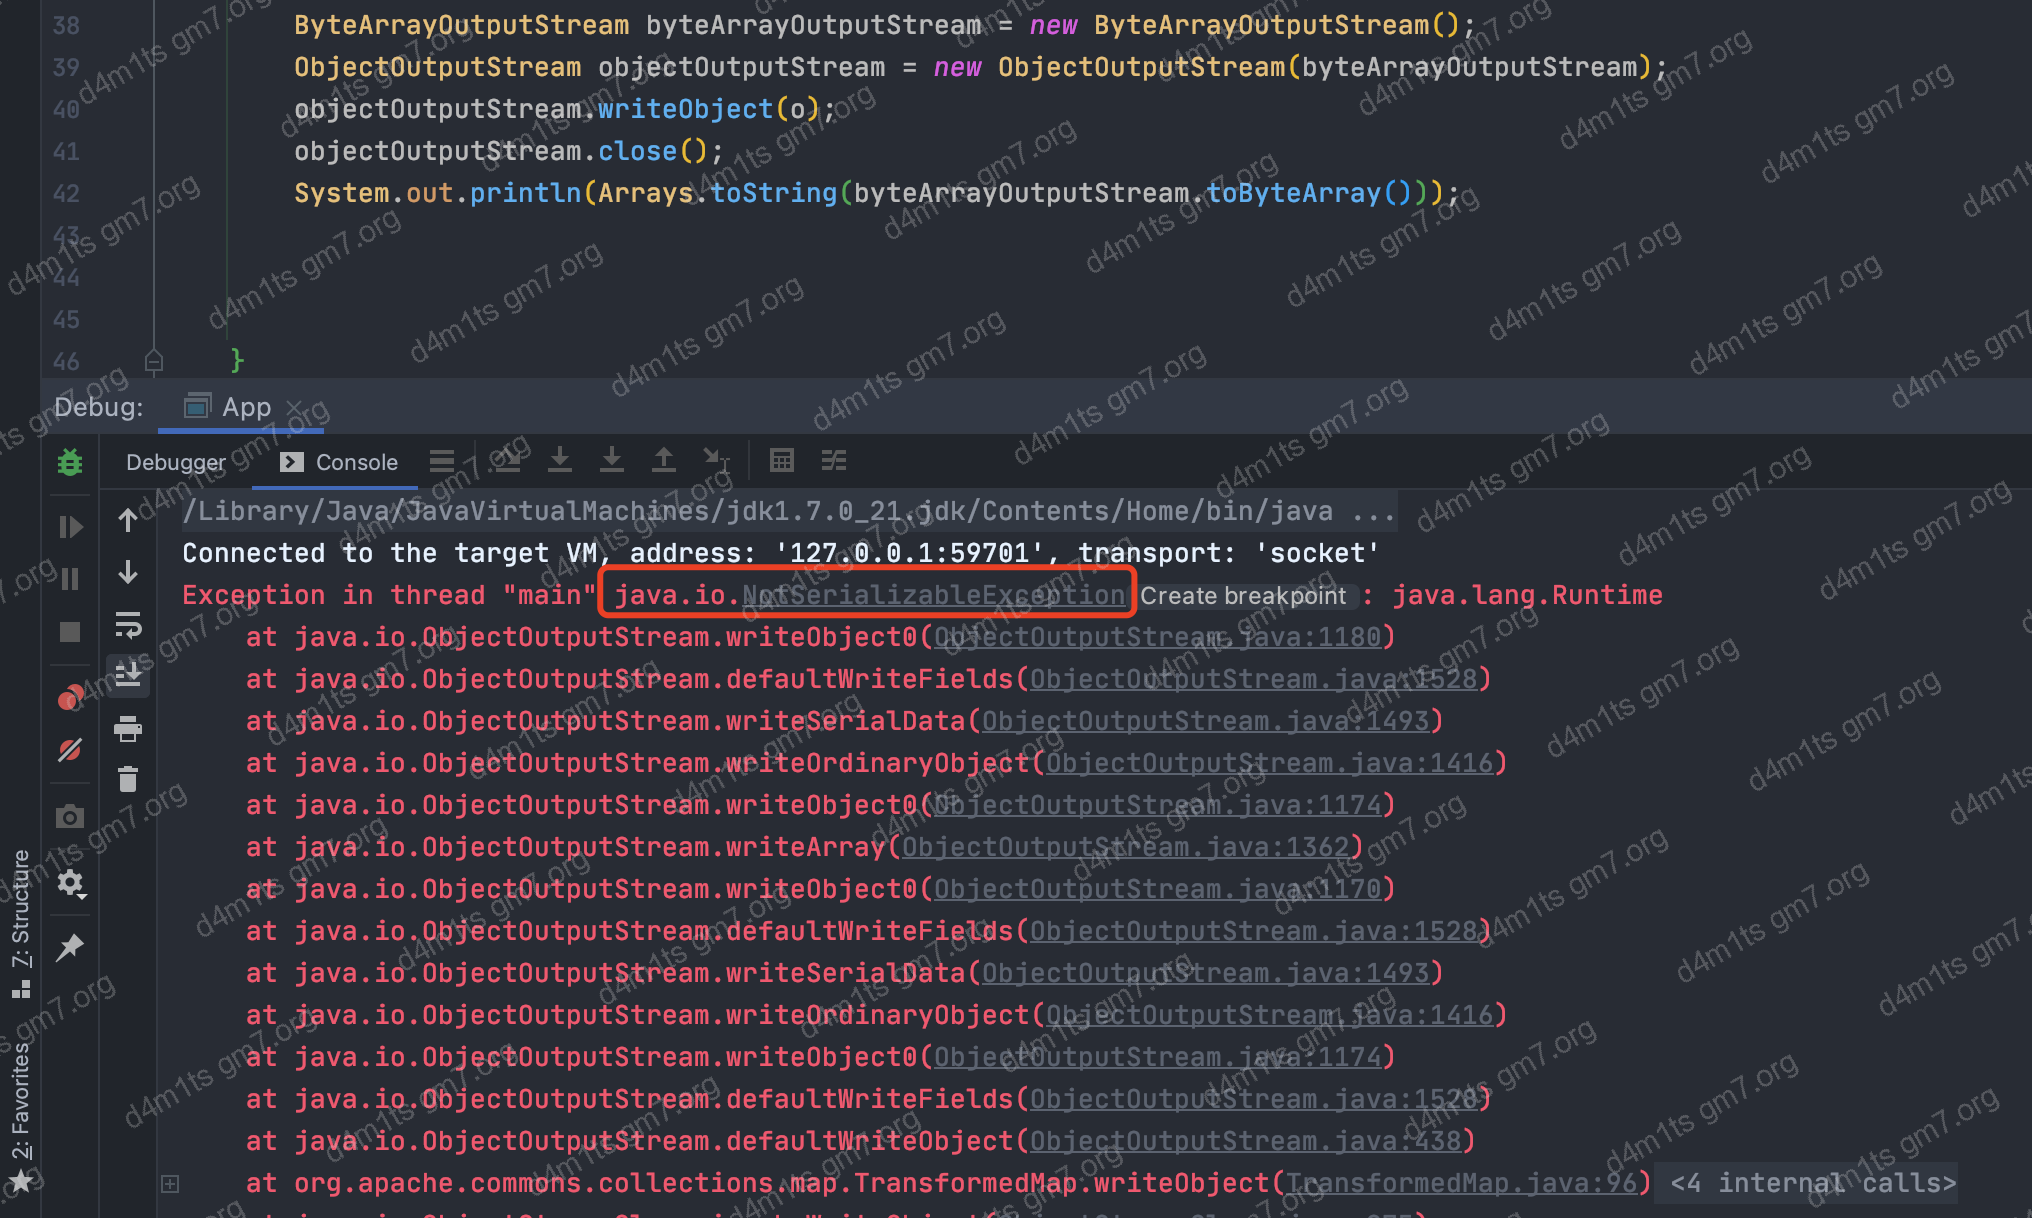 38 ByteArrayOutputStream byteArrayOutputStream = new ByteArrayOutputStream();
39 ObjectOutputStream objectOutputStream = new ObjectOutputStream(byteArrayOutputStream);
40 objectOutputStream.writeObject(o);
41 objectOutputStream.close();
42 System.out.println(Arrays.toString(byteArrayOutputStream.toByteArray()));
43
44
45
46 }
Debug: App
Debugger Console
/Library/Java/JavaVirtualMachines/jdk1.7.0_21.jdk/Contents/Home/bin/java ...
Connected to the target VM, address: '127.0.0.1:59701', transport: 'socket'
Exception in thread "main" java.io.NotSerializableException Create breakpoint : java.lang.Runtime
at java.io.ObjectOutputStream.writeObject0(ObjectOutputStream.java:1180)
at java.io.ObjectOutputStream.defaultWriteFields(ObjectOutputStream.java:1528)
at java.io.ObjectOutputStream.writeSerialData(ObjectOutputStream.java:1493)
at java.io.ObjectOutputStream.writeOrdinaryObject(ObjectOutputStream.java:1416)
at java.io.ObjectOutputStream.writeObject0(ObjectOutputStream.java:1174)
at java.io.ObjectOutputStream.writeArray(ObjectOutputStream.java:1362)
at java.io.ObjectOutputStream.writeObject0(ObjectOutputStream.java:1170)
at java.io.ObjectOutputStream.defaultWriteFields(ObjectOutputStream.java:1528)
at java.io.ObjectOutputStream.writeSerialData(ObjectOutputStream.java:1493)
at java.io.ObjectOutputStream.writeOrdinaryObject(ObjectOutputStream.java:1416)
at java.io.ObjectOutputStream.writeObject0(ObjectOutputStream.java:1174)
at java.io.ObjectOutputStream.defaultWriteFields(ObjectOutputStream.java:1528)
at java.io.ObjectOutputStream.defaultWriteObject(ObjectOutputStream.java:438)
at org.apache.commons.collections.map.TransformedMap.writeObject(TransformedMap.java:96) <4 internal calls>
7: Structure
2: Favorites
d4m1ts gm7.org